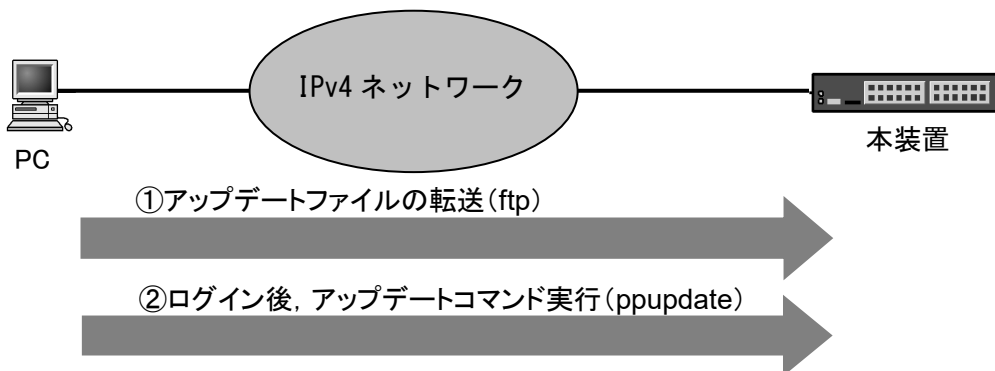 IPv4 ネットワーク
PC
本装置
①アップデートファイルの転送(ftp)
②ログイン後，アップデートコマンド実行(ppupdate)